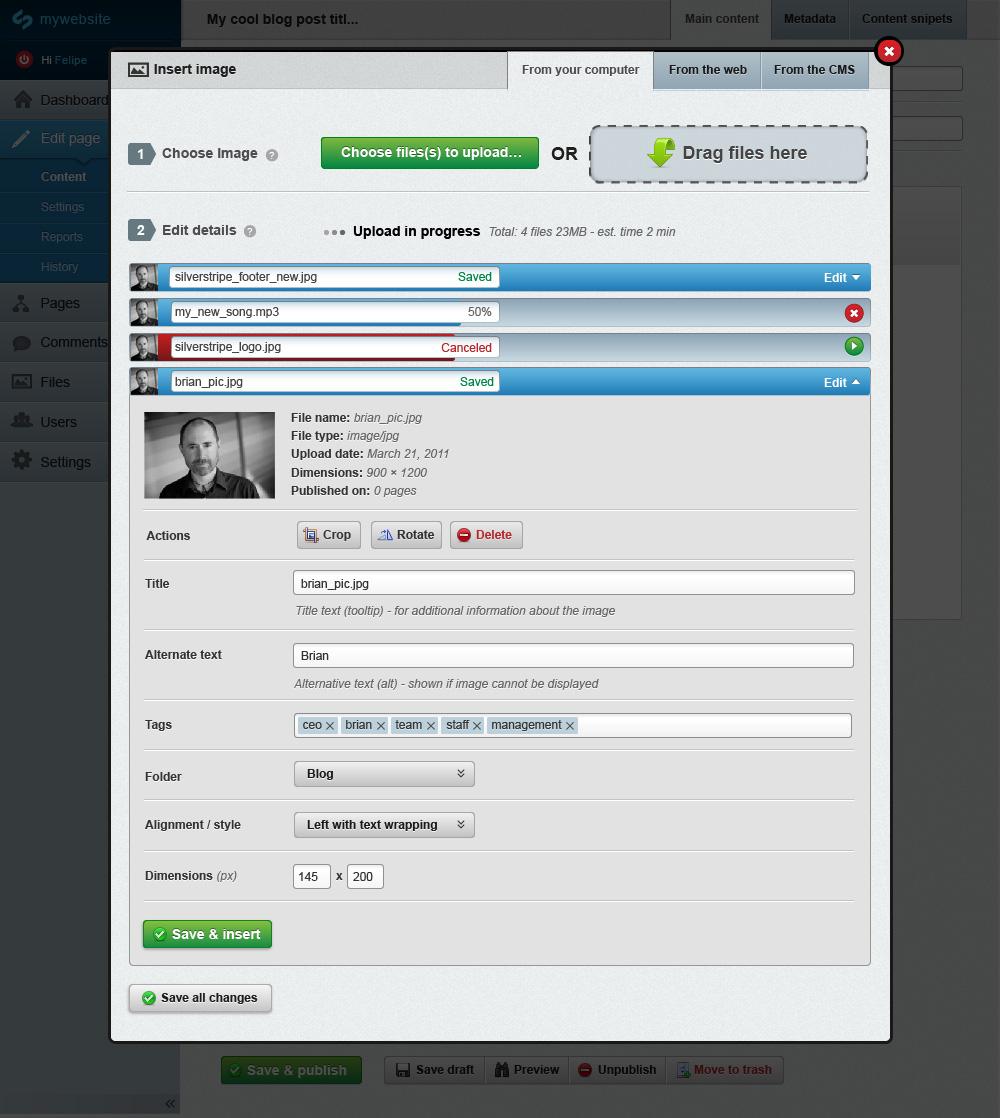 mywebsite
My cool blog post titl...
Main content
Metadata
Content snipets
Hi Felipe
Dashboard
Edit page
Content
Settings
Reports
History
Pages
Comments
Files
Users
Settings
Insert image
From your computer
From the web
From the CMS
1 Choose Image ?
Choose files(s) to upload...
OR
Drag files here
2 Edit details ?
Upload in progress Total: 4 files 23MB - est. time 2 min
silverstripe_footer_new.jpg Saved Edit
my_new_song.mp3 50%
silverstripe_logo.jpg Canceled
brian_pic.jpg Saved Edit
File name: brian_pic.jpg
File type: image/jpg
Upload date: March 21, 2011
Dimensions: 900 × 1200
Published on: 0 pages
Actions Crop Rotate Delete
Title brian_pic.jpg
Title text (tooltip) - for additional information about the image
Alternate text Brian
Alternative text (alt) - shown if image cannot be displayed
Tags ceo brian team staff management
Folder Blog
Alignment / style Left with text wrapping
Dimensions (px) 145 x 200
Save & insert
Save all changes
Save & publish
Save draft
Preview
Unpublish
Move to trash